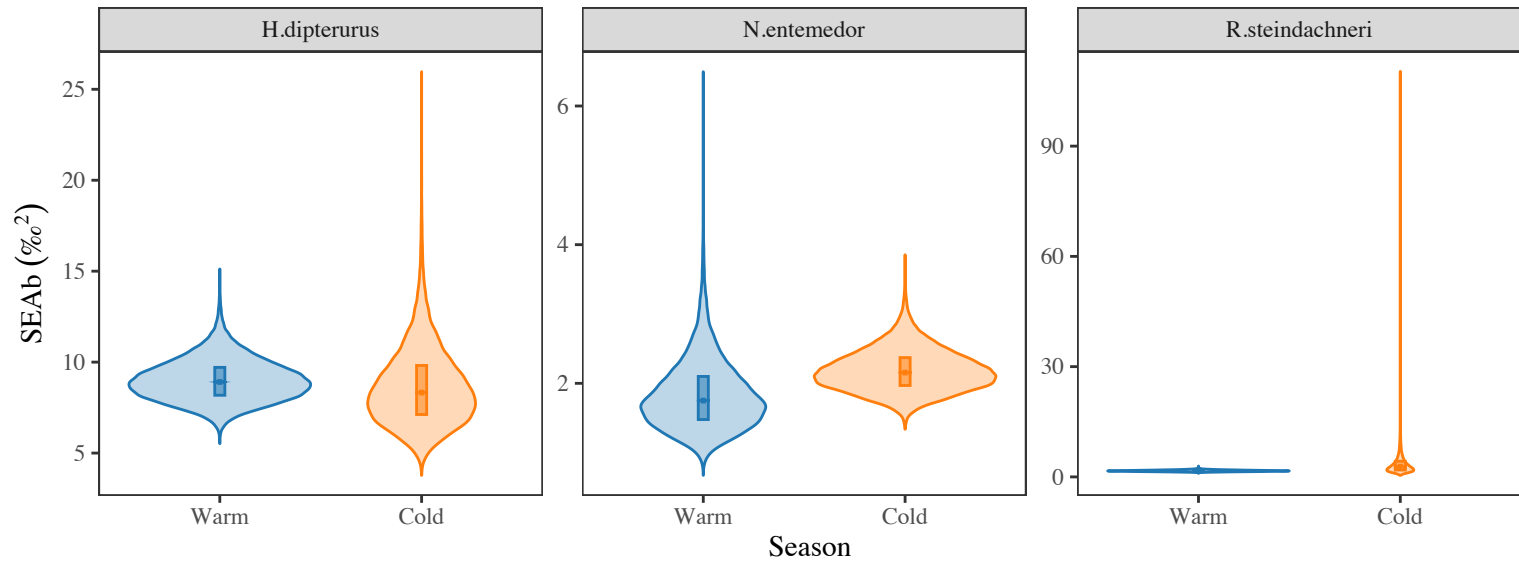 H.dipterurus
N.entemedor
R.steindachneri
SEAb (‰²)
25
20
15
10
5
6
4
2
90
60
30
0
Warm
Cold
Warm
Cold
Warm
Cold
Season